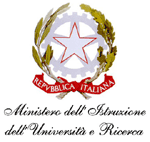 REPVBBLICA ITALIANA
Ministero dell'Istruzione
dell'Università e Ricerca